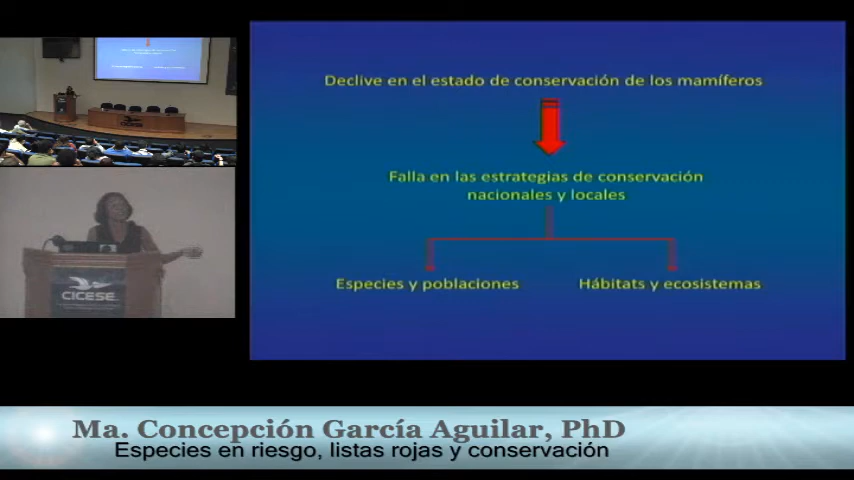 Declive en el estado de conservación de los mamíferos
Falla en las estrategias de conservación
nacionales y locales
Especies y poblaciones
Hábitats y ecosistemas
CICESE
Ma. Concepción García Aguilar, PhD
Especies en riesgo, listas rojas y conservación